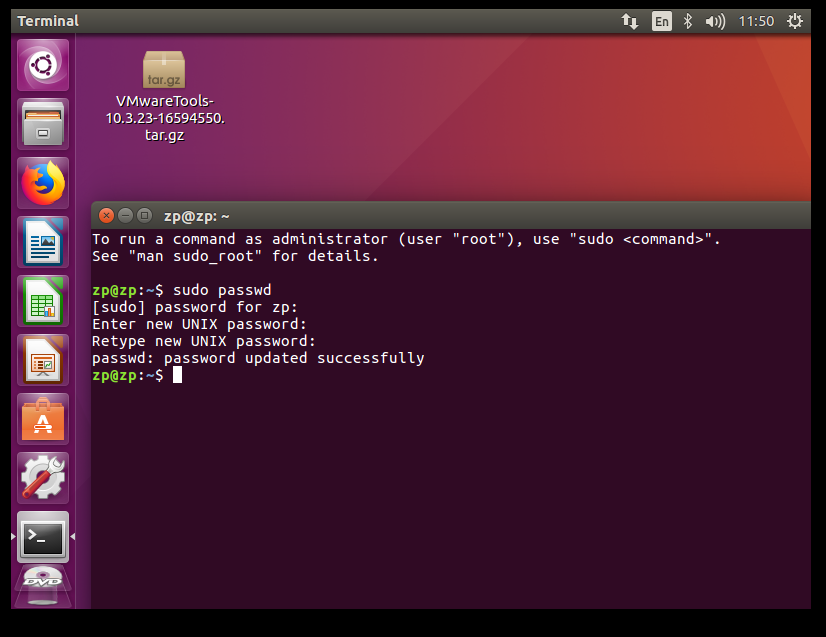 Terminal
En
11:50
tar.gz
VMwareTools-
10.3.23-16594550.
tar.gz
zp@zp: ~
To run a command as administrator (user "root"), use "sudo <command>".
See "man sudo_root" for details.
zp@zp:~$ sudo passwd
[sudo] password for zp:
Enter new UNIX password:
Retype new UNIX password:
passwd: password updated successfully
zp@zp:~$
>_
DVD